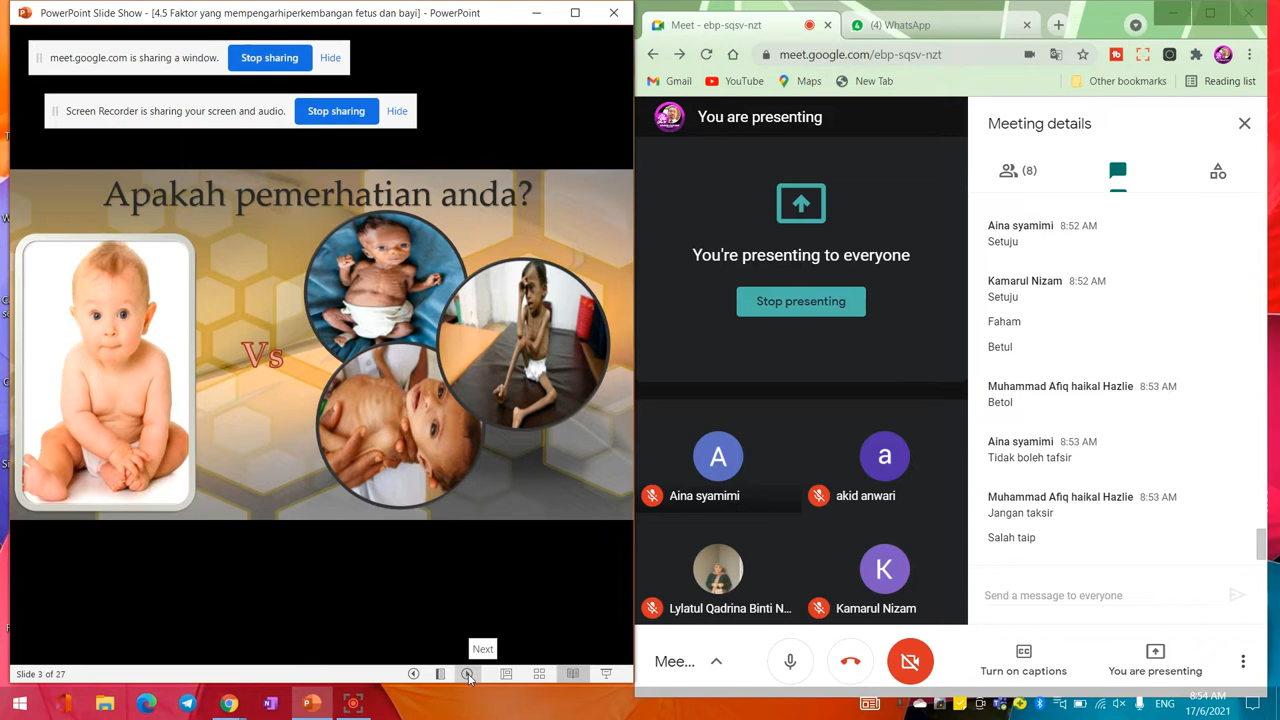 PowerPoint Slide Show - [4.5 Faktor yang mempengarhiperkembangan fetus dan bayi] - PowerPoint
meet.google.com is sharing a window. Stop sharing Hide
Screen Recorder is sharing your screen and audio. Stop sharing Hide
Apakah pemerhatian anda?
Vs
Next
Slide 3 of 27
Meet - ebp-sqsv-nzt
(4) WhatsApp
meet.google.com/ebp-sqsv-nzt
Gmail YouTube Maps New Tab Other bookmarks Reading list
You are presenting
You're presenting to everyone
Stop presenting
A Aina syamimi
a akid anwari
Lylatul Qadrina Binti N...
K Kamarul Nizam
Meeting details
(8)
Aina syamimi 8:52 AM
Setuju
Kamarul Nizam 8:52 AM
Setuju
Faham
Betul
Muhammad Afiq haikal Hazlie 8:53 AM
Betol
Aina syamimi 8:53 AM
Tidak boleh tafsir
Muhammad Afiq haikal Hazlie 8:53 AM
Jangan taksir
Salah taip
Send a message to everyone
Mee...
Turn on captions
You are presenting
ENG
8:54 AM
17/6/2021